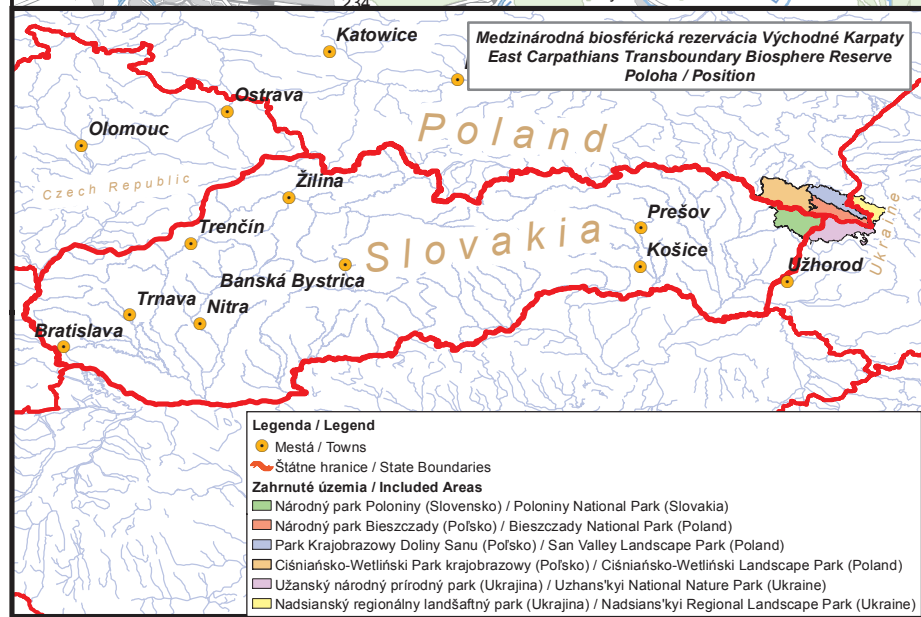 234
Medzinárodná biosférická rezervácia Východné Karpaty
East Carpathians Transboundary Biosphere Reserve
Poloha / Position
Katowice
Ostrava
Olomouc
Poland
Czech Republic
Žilina
Trenčín
Prešov
Slovakia
Košice
Ukraine
Banská Bystrica
Užhorod
Trnava
Nitra
Bratislava
Legenda / Legend
Mestá / Towns
Štátne hranice / State Boundaries
Zahrnuté územia / Included Areas
Národný park Poloniny (Slovensko) / Poloniny National Park (Slovakia)
Národný park Bieszczady (Poľsko) / Bieszczady National Park (Poland)
Park Krajobrazowy Doliny Sanu (Poľsko) / San Valley Landscape Park (Poland)
Ciśniańsko-Wetliński Park krajobrazowy (Poľsko) / Ciśniańsko-Wetliński Landscape Park (Poland)
Užanský národný prírodný park (Ukrajina) / Uzhans'kyi National Nature Park (Ukraine)
Nadsianský regionálny landšaftný park (Ukrajina) / Nadsians'kyi Regional Landscape Park (Ukraine)